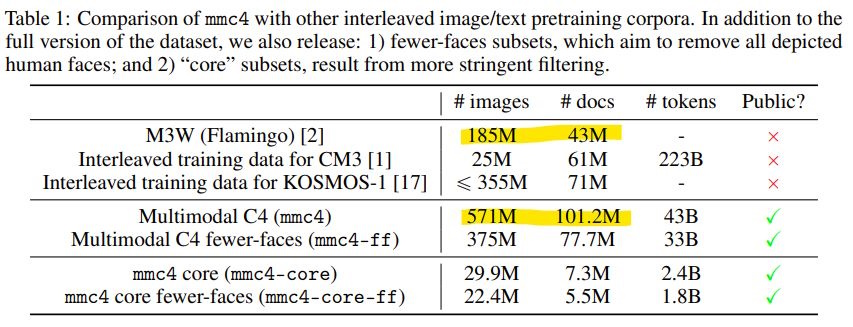 Table 1: Comparison of mmc4 with other interleaved image/text pretraining corpora. In addition to the
full version of the dataset, we also release: 1) fewer-faces subsets, which aim to remove all depicted
human faces; and 2) “core” subsets, result from more stringent filtering.
# images # docs # tokens Public?
M3W (Flamingo) [2] 185M 43M - ×
Interleaved training data for CM3 [1] 25M 61M 223B ×
Interleaved training data for KOSMOS-1 [17] ⩽ 355M 71M - ×
Multimodal C4 (mmc4) 571M 101.2M 43B ✓
Multimodal C4 fewer-faces (mmc4-ff) 375M 77.7M 33B ✓
mmc4 core (mmc4-core) 29.9M 7.3M 2.4B ✓
mmc4 core fewer-faces (mmc4-core-ff) 22.4M 5.5M 1.8B ✓